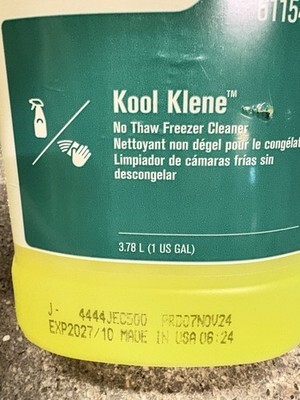 6115
Kool Klene™
No Thaw Freezer Cleaner
Nettoyant non dégel pour le congélat
Limpiador de cámaras frías sin
descongelar
3.78 L (1 US GAL)
J- 4444JEC500 PRD07NOV24
EXP2027/10 MADE IN USA 06:24